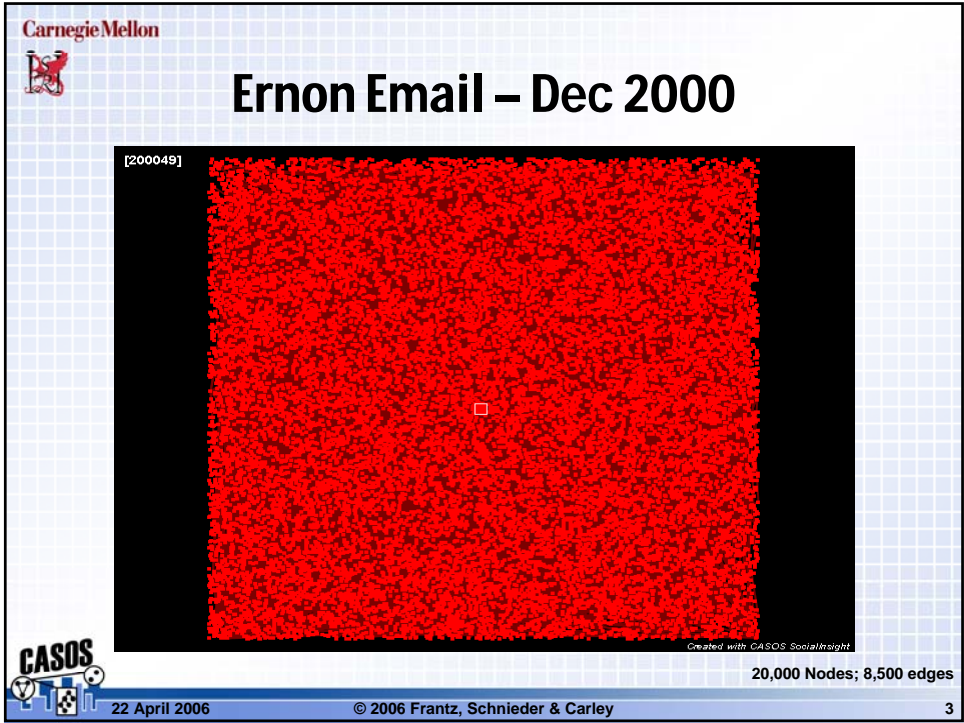 Carnegie Mellon
Ernon Email – Dec 2000
[200049]
Created with CASOS SocialInsight
20,000 Nodes; 8,500 edges
CASOS
22 April 2006
© 2006 Frantz, Schnieder & Carley
3